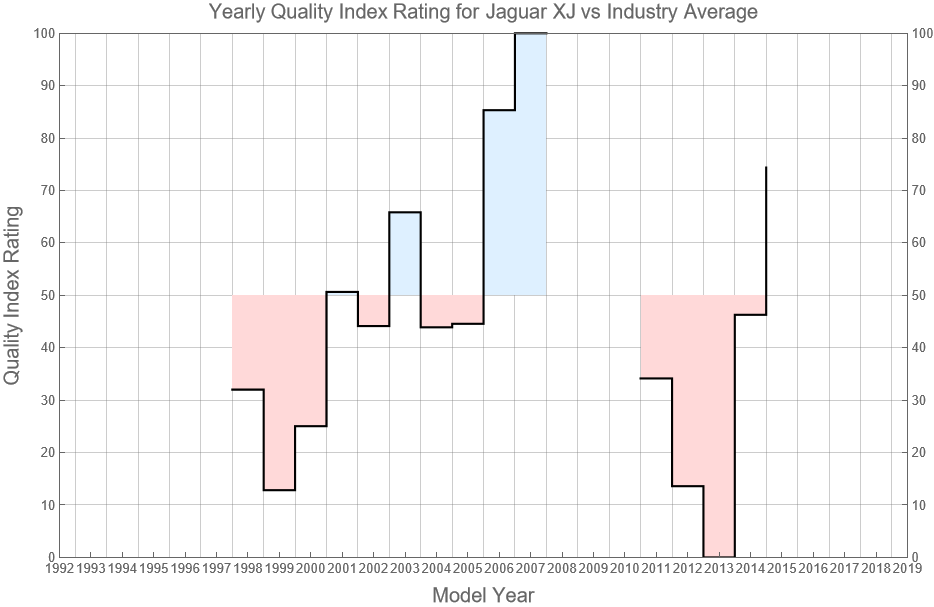 Yearly Quality Index Rating for Jaguar XJ vs Industry Average
100 100
90 90
80 80
70 70
60 60
50 50
40 40
30 30
20 20
10 10
0 0
Quality Index Rating
1992 1993 1994 1995 1996 1997 1998 1999 2000 2001 2002 2003 2004 2005 2006 2007 2008 2009 2010 2011 2012 2013 2014 2015 2016 2017 2018 2019
Model Year